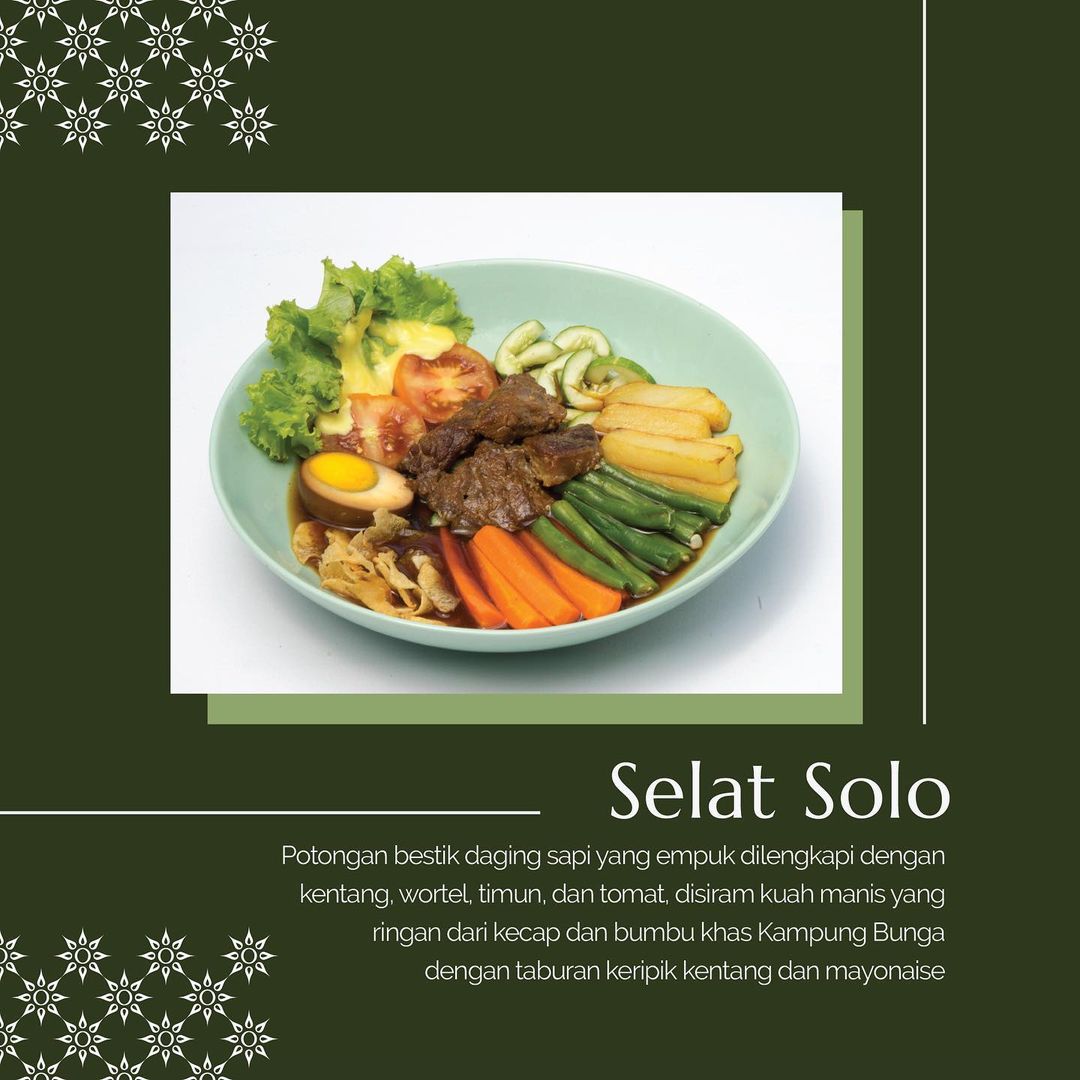 Selat Solo
Potongan bestik daging sapi yang empuk dilengkapi dengan
kentang, wortel, timun, dan tomat, disiram kuah manis yang
ringan dari kecap dan bumbu khas Kampung Bunga
dengan taburan keripik kentang dan mayonaise